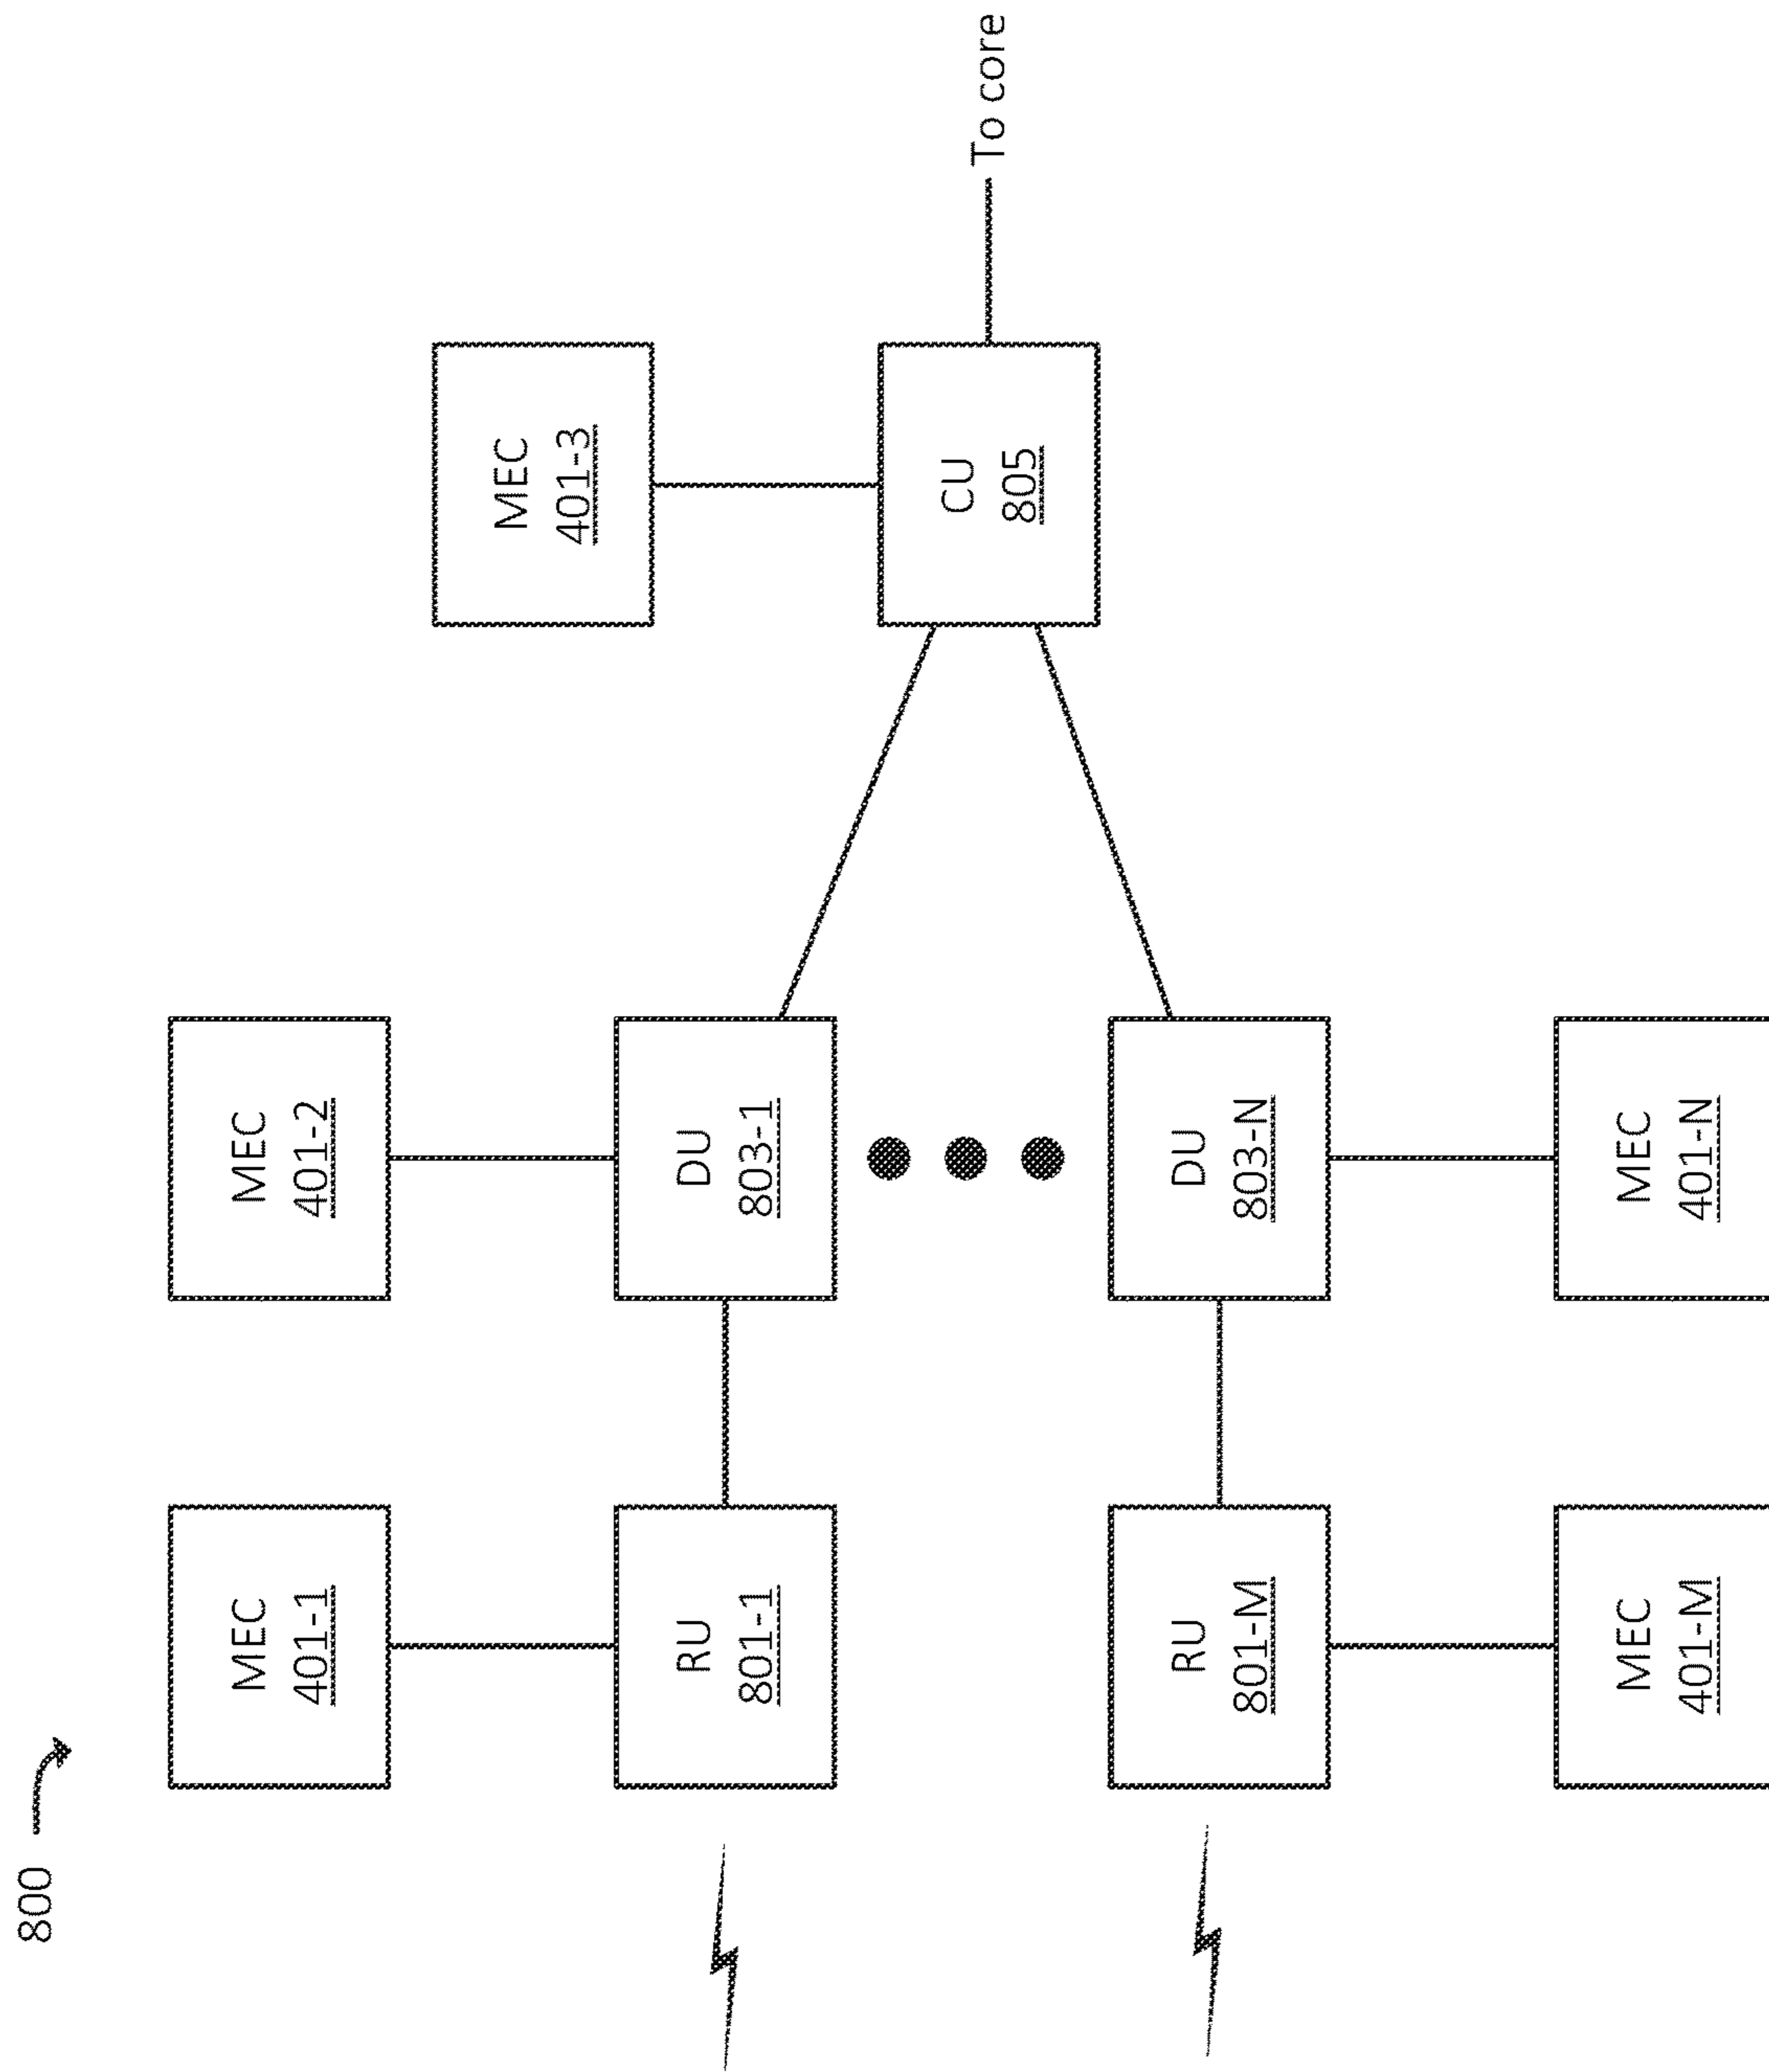 800
MEC
401-1
MEC
401-2
MEC
401-3
RU
801-1
DU
803-1
CU
805
To core
RU
801-M
DU
803-N
MEC
401-M
MEC
401-N